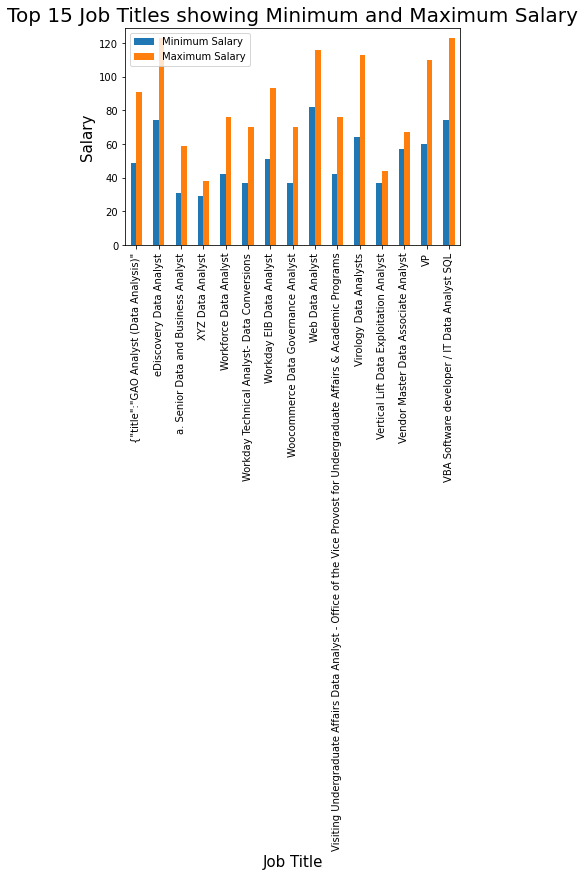 Top 15 Job Titles showing Minimum and Maximum Salary
Minimum Salary
Maximum Salary
Salary
120
100
80
60
40
20
0
{"title":"GAO Analyst (Data Analysis)"
eDiscovery Data Analyst
a. Senior Data and Business Analyst
XYZ Data Analyst
Workforce Data Analyst
Workday Technical Analyst- Data Conversions
Workday EIB Data Analyst
Woocommerce Data Governance Analyst
Web Data Analyst
Visiting Undergraduate Affairs Data Analyst - Office of the Vice Provost for Undergraduate Affairs & Academic Programs
Virology Data Analysts
Vertical Lift Data Exploitation Analyst
Vendor Master Data Associate Analyst
VP
VBA Software developer / IT Data Analyst SQL
Job Title